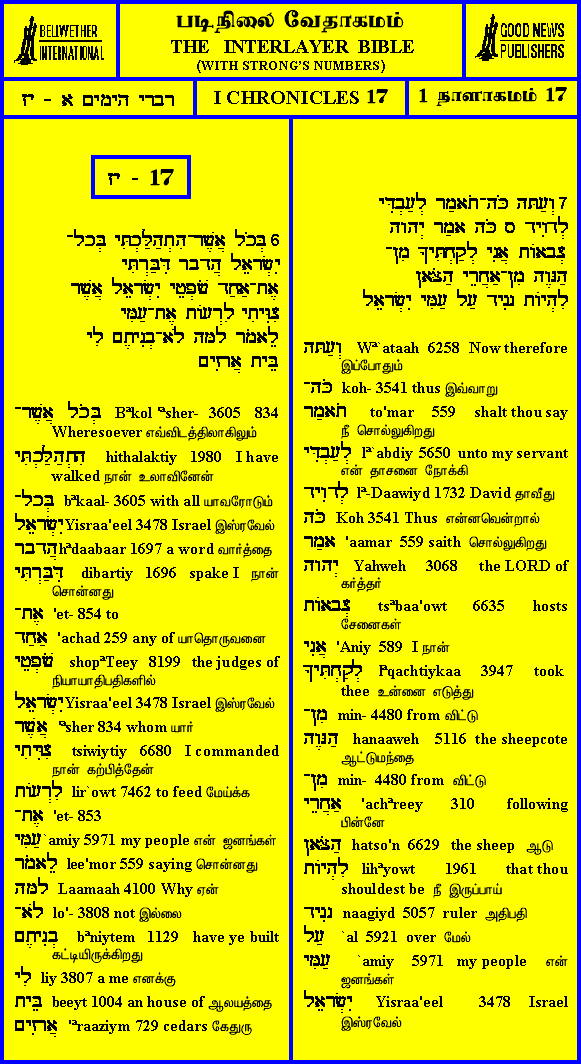 BELLWETHER
INTERNATIONAL
படிநிலை வேதாகமம்
THE INTERLAYER BIBLE
(WITH STRONG'S NUMBERS)
GOOD NEWS
PUBLISHERS
דברי הימים א - יז
I CHRONICLES 17
1 நாளாகமம் 17
17 - יז
6 בְּכֹל אֲשֶׁר־הִתְהַלַּכְתִּי בְּכָל־
יִשְׂרָאֵל הֲדָבָר דִּבַּרְתִּי
אֶת־אַחַד שֹׁפְטֵי יִשְׂרָאֵל אֲשֶׁר
צִוִּיתִי לִרְעוֹת אֶת־עַמִּי
לֵאמֹר לָמָּה לֹא־בְנִיתֶם לִי
בֵּית אֲרָזִים
בְּכֹל אֲשֶׁר־ Bªkol ªsher- 3605 834
Wheresoever எவ்விடத்திலாகிலும்
הִתְהַלַּכְתִּי hithalaktiy 1980 I have
walked நான் உலாவினேன்
בְּכָל־ bªkaal- 3605 with all யாவரோடும்
יִשְׂרָאֵל Yisraa'eel 3478 Israel இஸ்ரவேல்
הֲדָבָר hªdaabaar 1697 a word வார்த்தை
דִּבַּרְתִּי dibartiy 1696 spake I நான்
சொன்னது
אֶת־ 'et- 854 to
אַחַד 'achad 259 any of யாதொருவனை
שֹׁפְטֵי shopªTeey 8199 the judges of
நியாயாதிபதிகளில்
יִשְׂרָאֵל Yisraa'eel 3478 Israel இஸ்ரவேல்
אֲשֶׁר ªsher 834 whom யார்
צִוִּיתִי tsiwiytiy 6680 I commanded
நான் கற்பித்தேன்
לִרְעוֹת lir`owt 7462 to feed மேய்க்க
אֶת־ 'et- 853
עַמִּי `amiy 5971 my people என் ஜனங்கள்
לֵאמֹר lee'mor 559 saying சொன்னது
לָמָּה Laamaah 4100 Why ஏன்
לֹא־ lo'- 3808 not இல்லை
בְנִיתֶם bªniytem 1129 have ye built
கட்டியிருக்கிறது
לִי liy 3807 a me எனக்கு
בֵּית beeyt 1004 an house of ஆலயத்தை
אֲרָזִים 'ªraaziym 729 cedars கேதுரு
7 וְעַתָּה כֹּה־תֹאמַר לְעַבְדִּי
לְדָוִיד ס כֹּה אָמַר יְהוָה
צְבָאוֹת אֲנִי לְקַחְתִּיךָ מִן־
הַנָּוֶה מִן־אַחֲרֵי הַצֹּאן
לִהְיוֹת נָגִיד עַל עַמִּי יִשְׂרָאֵל
וְעַתָּה Wª`ataah 6258 Now therefore
இப்போதும்
כֹּה־ koh- 3541 thus இவ்வாறு
תֹאמַר to'mar 559 shalt thou say
நீ சொல்லுகிறது
לְעַבְדִּי lª`abdiy 5650 unto my servant
என் தாசனை நோக்கி
לְדָוִיד lª-Daawiyd 1732 David தாவீது
כֹּה Koh 3541 Thus என்னவென்றால்
אָמַר 'aamar 559 saith சொல்லுகிறது
יְהוָה Yahweh 3068 the LORD of
கர்த்தர்
צְבָאוֹת tsªbaa'owt 6635 hosts
சேனைகள்
אֲנִי 'Aniy 589 I நான்
לְקַחְתִּיךָ lªqachtiykaa 3947 took
thee உன்னை எடுத்து
מִן־ min- 4480 from விட்டு
הַנָּוֶה hanaaweh 5116 the sheepcote
ஆட்டுமந்தை
מִן־ min- 4480 from விட்டு
אַחֲרֵי 'achªreey 310 following
பின்னே
הַצֹּאן hatso'n 6629 the sheep ஆடு
לִהְיוֹת lihªyowt 1961 that thou
shouldest be நீ இருப்பாய்
נָגִיד naagiyd 5057 ruler அதிபதி
עַל `al 5921 over மேல்
עַמִּי `amiy 5971 my people என்
ஜனங்கள்
יִשְׂרָאֵל Yisraa'eel 3478 Israel
இஸ்ரவேல்